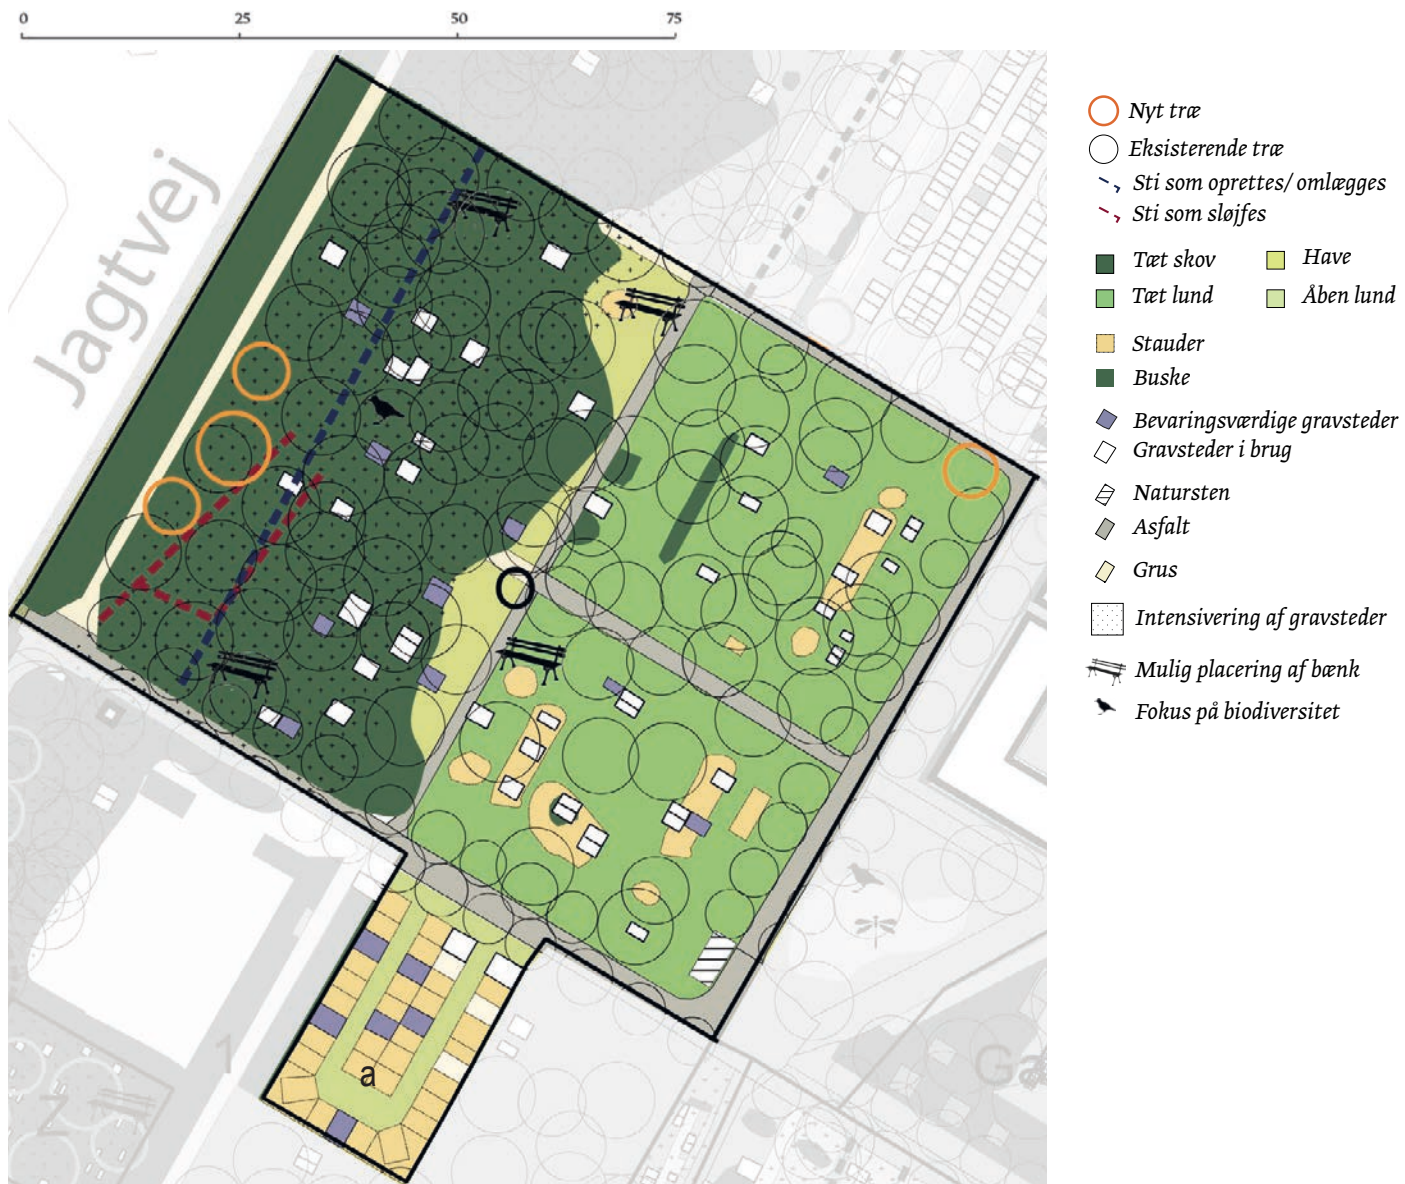 0 25 50 75
Jagtvej
Nyt træ
Eksisterende træ
Sti som oprettes/ omlægges
Sti som sløjfes
Tæt skov Have
Tæt lund Åben lund
Stauder
Buske
Bevaringsværdige gravsteder
Gravsteder i brug
Natursten
Asfalt
Grus
Intensivering af gravsteder
Mulig placering af bænk
Fokus på biodiversitet
1
Z
a